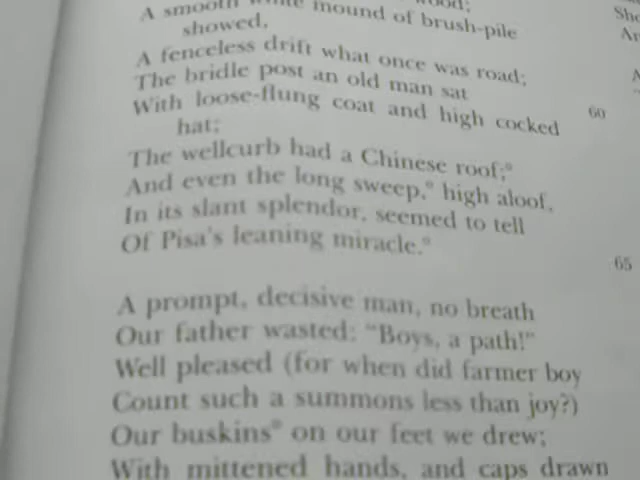 A smooth white mound of brush-pile
showed,
A fenceless drift what once was road;
The bridle post an old man sat
With loose-flung coat and high cocked
60
hat;
The wellcurb had a Chinese roof;°
And even the long sweep,° high aloof,
In its slant splendor, seemed to tell
Of Pisa's leaning miracle.°
65
A prompt, decisive man, no breath
Our father wasted: "Boys, a path!"
Well pleased (for when did farmer boy
Count such a summons less than joy?)
Our buskins° on our feet we drew;
With mittened hands, and caps drawn